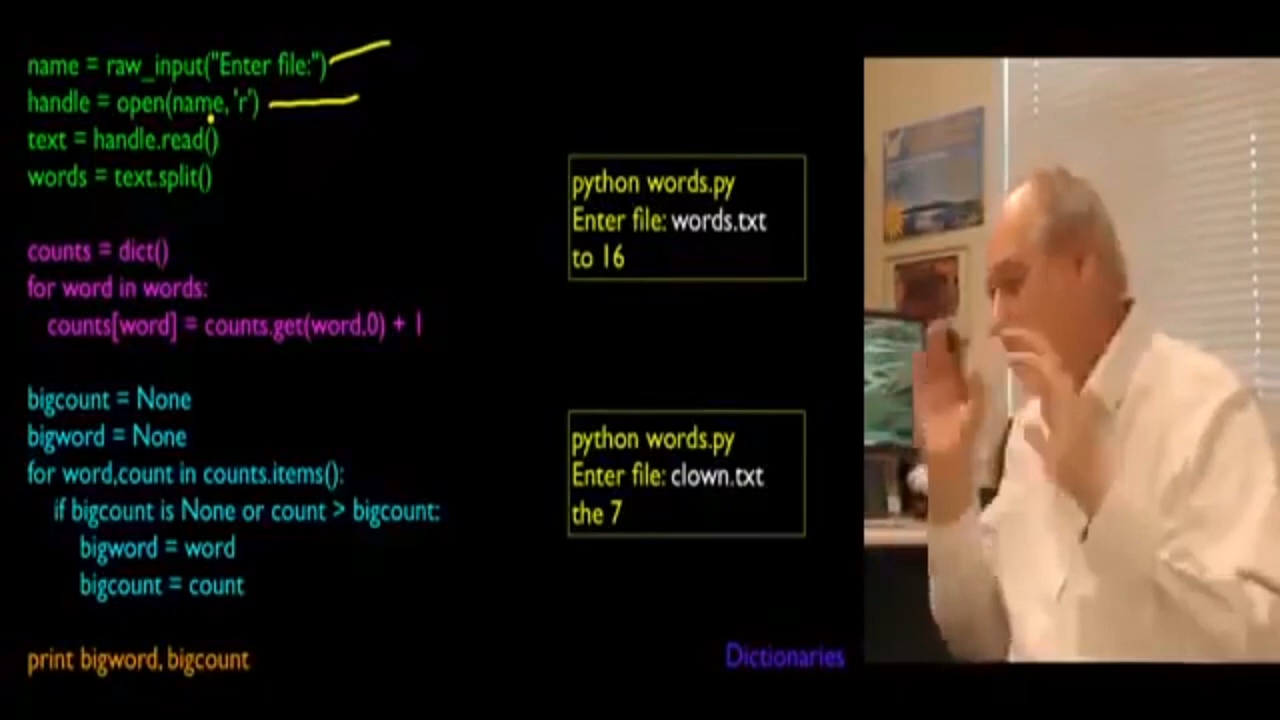 name = raw_input("Enter file:")
handle = open(name, 'r')
text = handle.read()
words = text.split()
counts = dict()
for word in words:
counts[word] = counts.get(word,0) + 1
bigcount = None
bigword = None
for word,count in counts.items():
if bigcount is None or count > bigcount:
bigword = word
bigcount = count
print bigword, bigcount
python words.py
Enter file: words.txt
to 16
python words.py
Enter file: clown.txt
the 7
Dictionaries